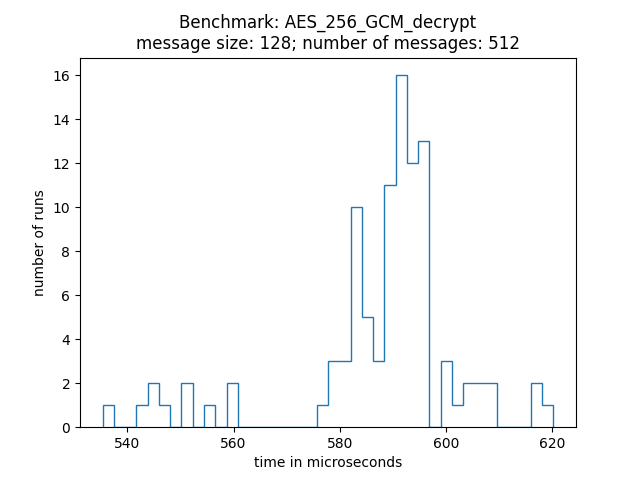 Benchmark: AES_256_GCM_decrypt
message size: 128; number of messages: 512
16
14
12
10
8
6
4
2
0
number of runs
540 560 580 600 620
time in microseconds